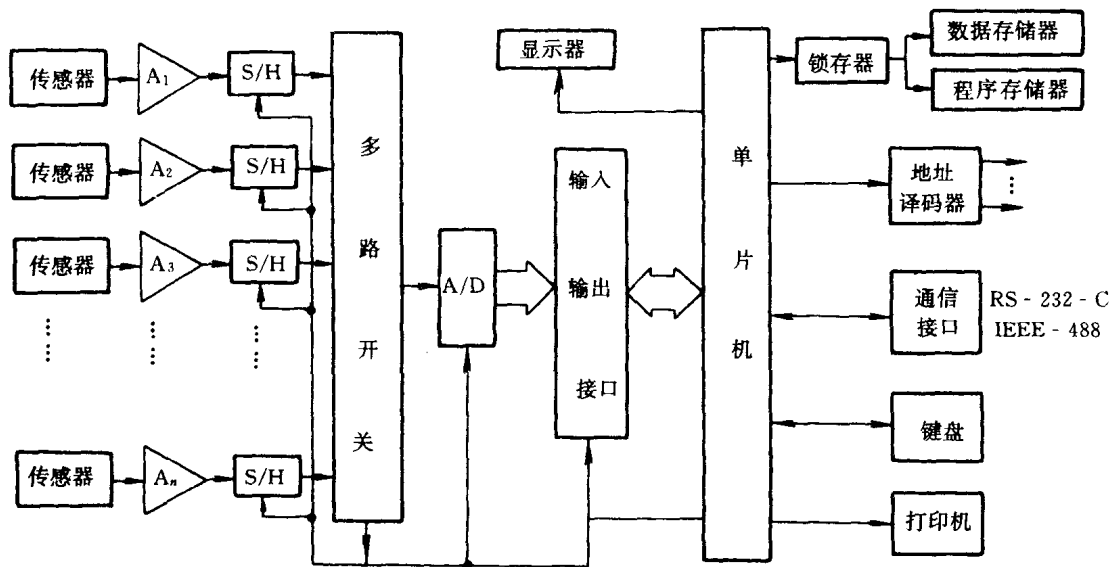 传感器
A₁
S/H
传感器
A₂
S/H
传感器
A₃
S/H
传感器
Aₙ
S/H
多
路
开
关
A/D
显示器
输入
输出
接口
单
片
机
锁存器
数据存储器
程序存储器
地址
译码器
通信
接口
RS - 232 - C
IEEE - 488
键盘
打印机